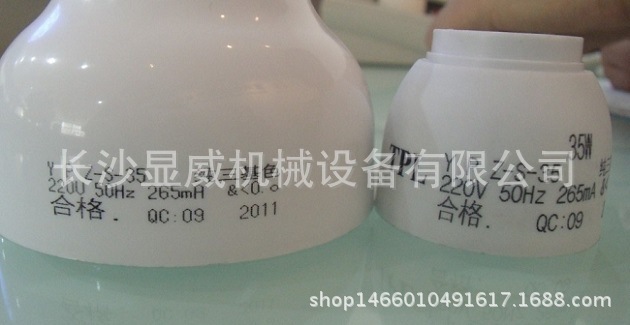 长沙显威机械设备有限公司
220V 50Hz 265mA
合格. QC:09 2011
35W
220V 50Hz 265mA
合格. QC:09
shop1466010491617.1688.com